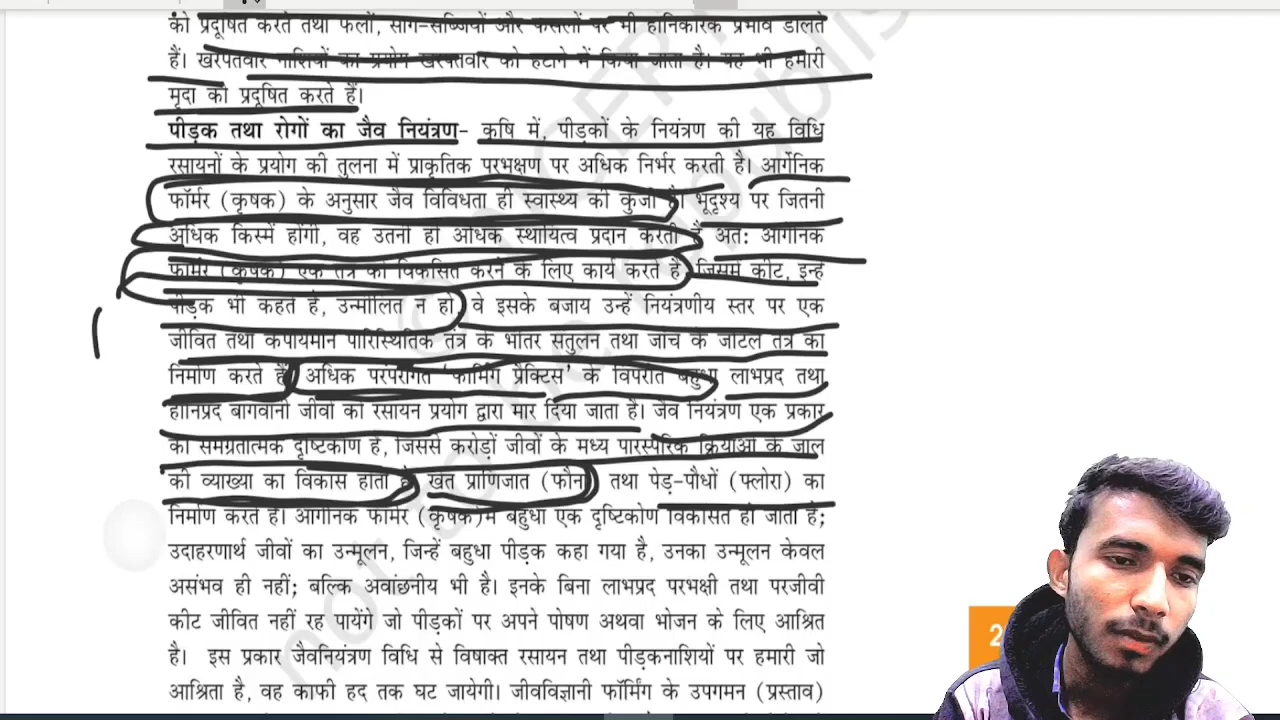 को प्रदूषित करते तथा फलों, साग-सब्जियों और फसलों पर भी हानिकारक प्रभाव डालते
हैं। खरपतवार नाशियों का प्रयोग खरपतवार को हटाने में किया जाता है। यह भी हमारी
मृदा को प्रदूषित करते हैं।
पीड़क तथा रोगों का जैव नियंत्रण- कृषि में, पीड़कों के नियंत्रण की यह विधि
रसायनों के प्रयोग की तुलना में प्राकृतिक परभक्षण पर अधिक निर्भर करती है। आर्गेनिक
फॉर्मर (कृषक) के अनुसार जैव विविधता ही स्वास्थ्य की कुंजी है। भूदृश्य पर जितनी
अधिक किस्में होंगी, वह उतनी ही अधिक स्थायित्व प्रदान करती हैं अत: आर्गेनिक
फॉर्मर (कृषक) एक तंत्र को विकसित करने के लिए कार्य करते हैं जिसमें कीट, इन्हें
पीड़क भी कहते हैं, उन्मीलित न हो, वे इसके बजाय उन्हें नियंत्रणीय स्तर पर एक
जीवित तथा कंपायमान पारिस्थितिक तंत्र के भीतर संतुलन तथा जाँच के जटिल तंत्र का
निर्माण करते हैं। अधिक परंपरागत 'फार्मिंग प्रैक्टिस' के विपरीत बहुधा लाभप्रद तथा
हानिप्रद बागवानी जीवों को रसायन प्रयोग द्वारा मार दिया जाता है। जैव नियंत्रण एक प्रकार
की समग्रतात्मक दृष्टिकोण है, जिससे करोड़ों जीवों के मध्य पारस्परिक क्रियाओं के जाल
की व्याख्या का विकास होता है खेत प्राणिजात (फौना) तथा पेड़-पौधों (फ्लोरा) का
निर्माण करते हैं। आर्गेनिक फॉर्मर (कृषक)में बहुधा एक दृष्टिकोण विकसित हो जाता है;
उदाहरणार्थ जीवों का उन्मूलन, जिन्हें बहुधा पीड़क कहा गया है, उनका उन्मूलन केवल
असंभव ही नहीं; बल्कि अवांछनीय भी है। इनके बिना लाभप्रद परभक्षी तथा परजीवी
कीट जीवित नहीं रह पायेंगे जो पीड़कों पर अपने पोषण अथवा भोजन के लिए आश्रित
है। इस प्रकार जैवनियंत्रण विधि से विषाक्त रसायन तथा पीड़कनाशियों पर हमारी जो
आश्रिता है, वह काफी हद तक घट जायेगी। जीवविज्ञानी फॉर्मिंग के उपगमन (प्रस्ताव)
2